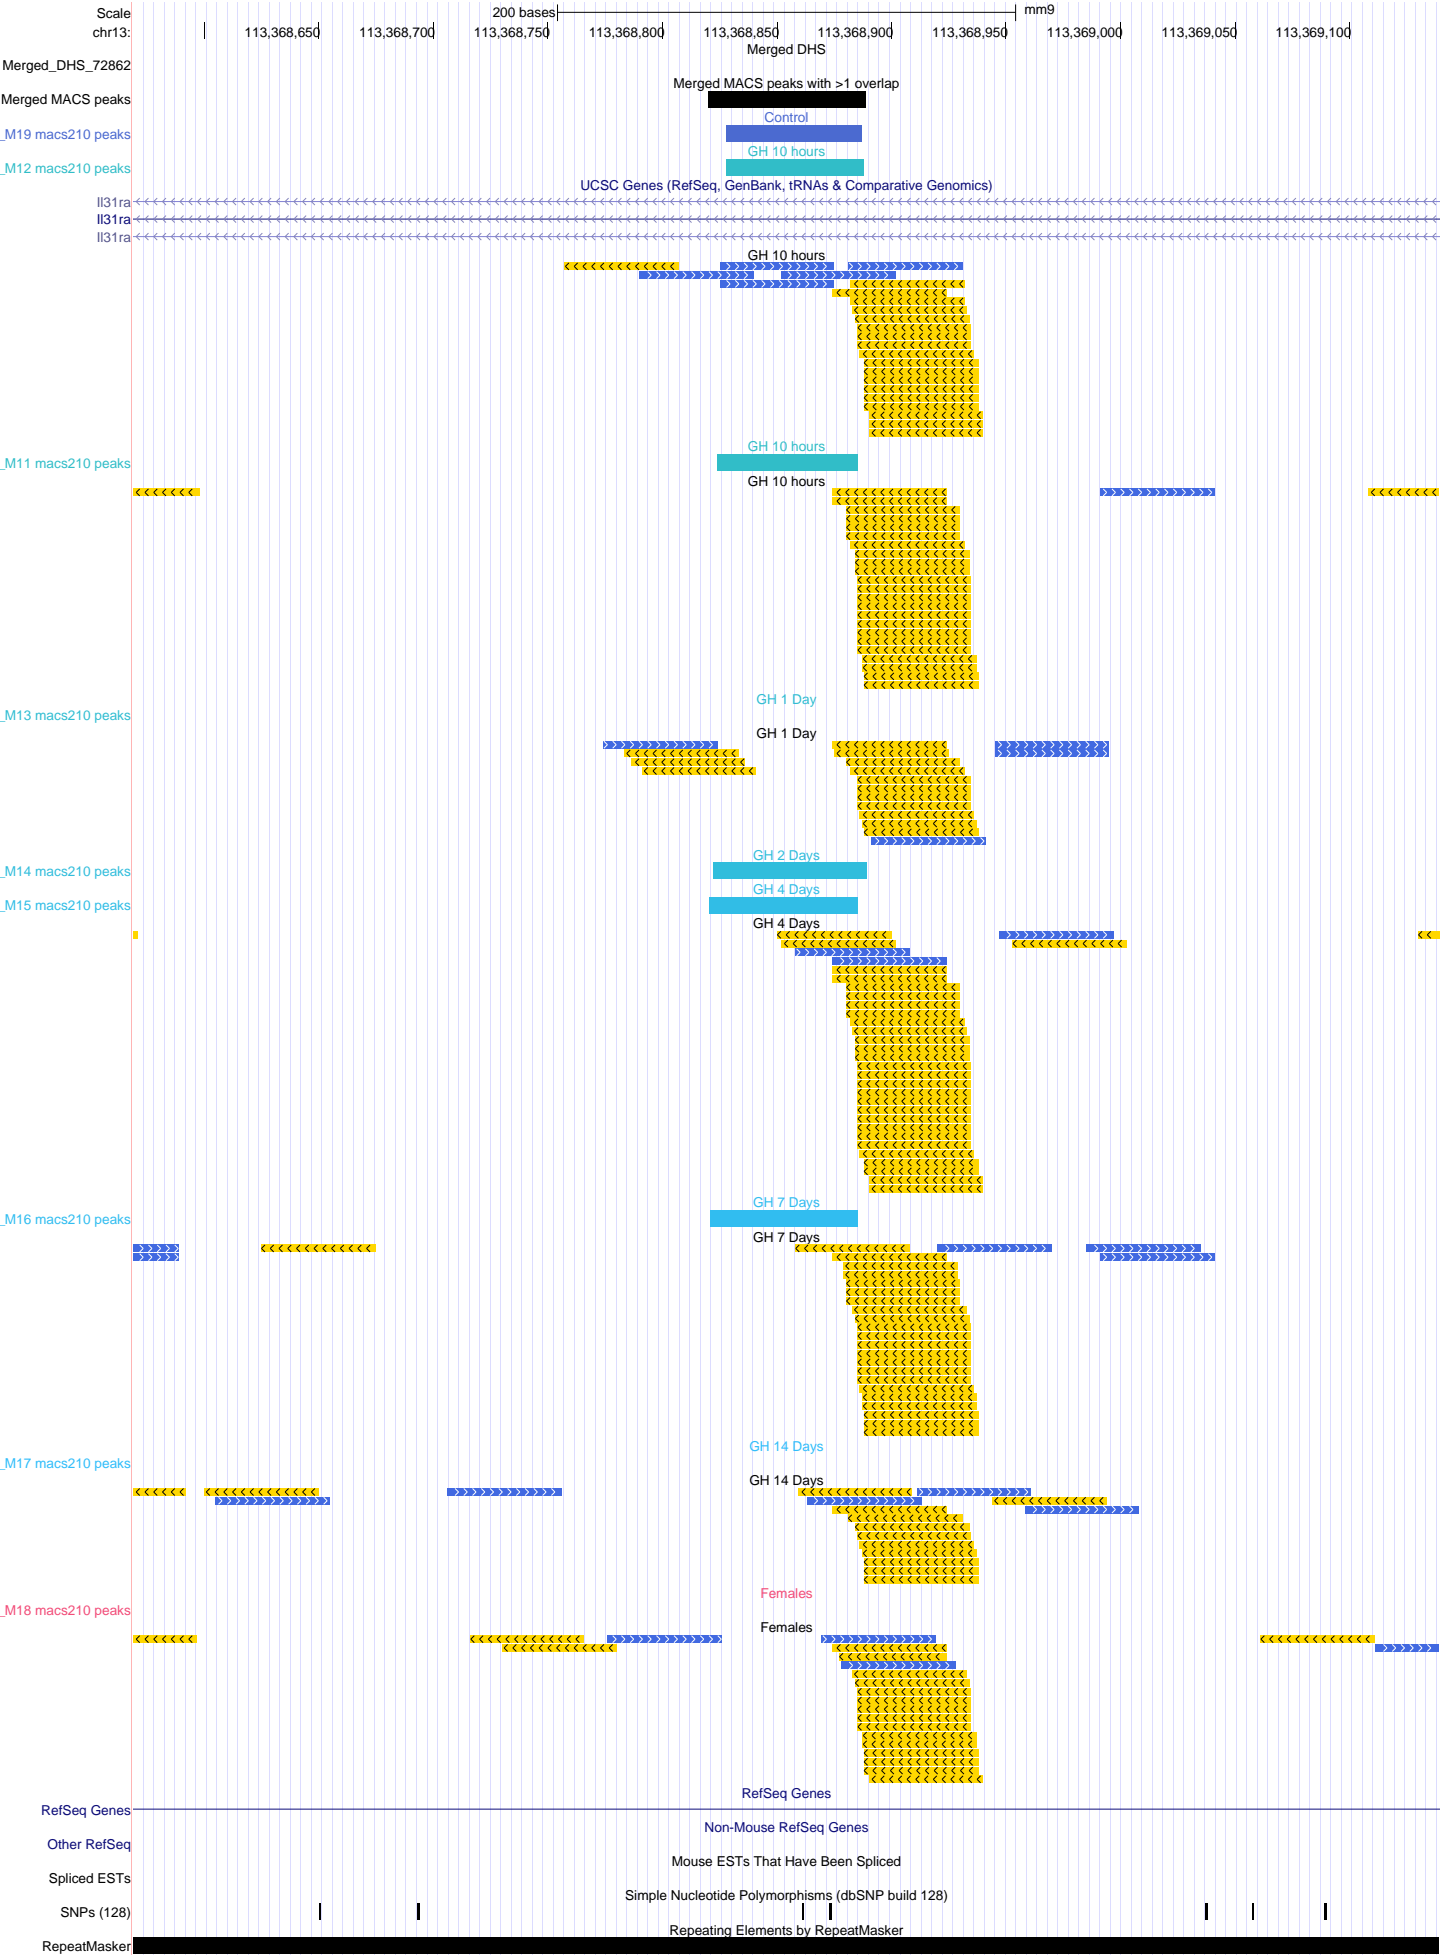 Scale 200 bases mm9
chr13: 113,368,650 113,368,700 113,368,750 113,368,800 113,368,850 113,368,900 113,368,950 113,369,000 113,369,050 113,369,100
Merged DHS
Merged_DHS_72862
Merged MACS peaks with >1 overlap
Merged MACS peaks
Control
_M19 macs210 peaks
GH 10 hours
_M12 macs210 peaks
UCSC Genes (RefSeq, GenBank, tRNAs & Comparative Genomics)
Il31ra
Il31ra
Il31ra
GH 10 hours
GH 10 hours
_M11 macs210 peaks
GH 10 hours
GH 1 Day
_M13 macs210 peaks
GH 1 Day
GH 2 Days
_M14 macs210 peaks
GH 4 Days
_M15 macs210 peaks
GH 4 Days
GH 7 Days
_M16 macs210 peaks
GH 7 Days
GH 14 Days
_M17 macs210 peaks
GH 14 Days
Females
_M18 macs210 peaks
Females
RefSeq Genes
RefSeq Genes
Non-Mouse RefSeq Genes
Other RefSeq
Mouse ESTs That Have Been Spliced
Spliced ESTs
Simple Nucleotide Polymorphisms (dbSNP build 128)
SNPs (128)
Repeating Elements by RepeatMasker
RepeatMasker